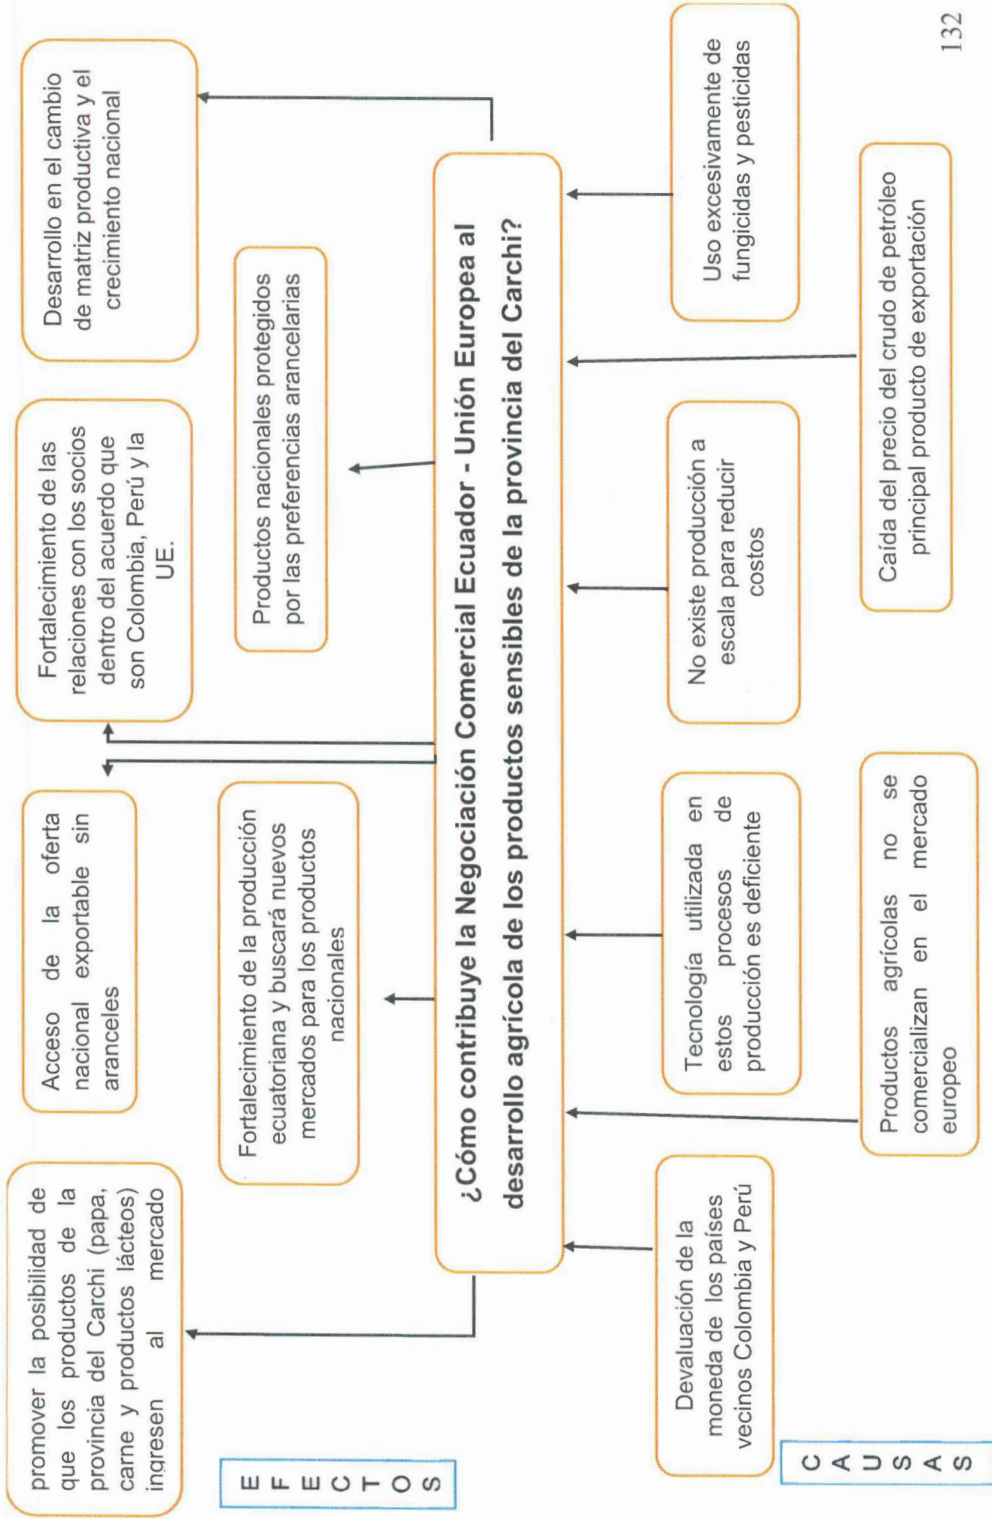 promover la posibilidad de
que los productos de la
provincia del Carchi (papa,
carne y productos lácteos)
ingresen al mercado
Acceso de la oferta
nacional exportable sin
aranceles
Fortalecimiento de las
relaciones con los socios
dentro del acuerdo que
son Colombia, Perú y la
UE.
Desarrollo en el cambio
de matriz productiva y el
crecimiento nacional
EFECTOS
Fortalecimiento de la producción
ecuatoriana y buscará nuevos
mercados para los productos
nacionales
Productos nacionales protegidos
por las preferencias arancelarias
¿Cómo contribuye la Negociación Comercial Ecuador - Unión Europea al
desarrollo agrícola de los productos sensibles de la provincia del Carchi?
Devaluación de la
moneda de los países
vecinos Colombia y Perú
Tecnología utilizada en
estos procesos de
producción es deficiente
No existe producción a
escala para reducir
costos
Uso excesivamente de
fungicidas y pesticidas
CAUSAS
Productos agrícolas no se
comercializan en el mercado
europeo
Caída del precio del crudo de petróleo
principal producto de exportación
132